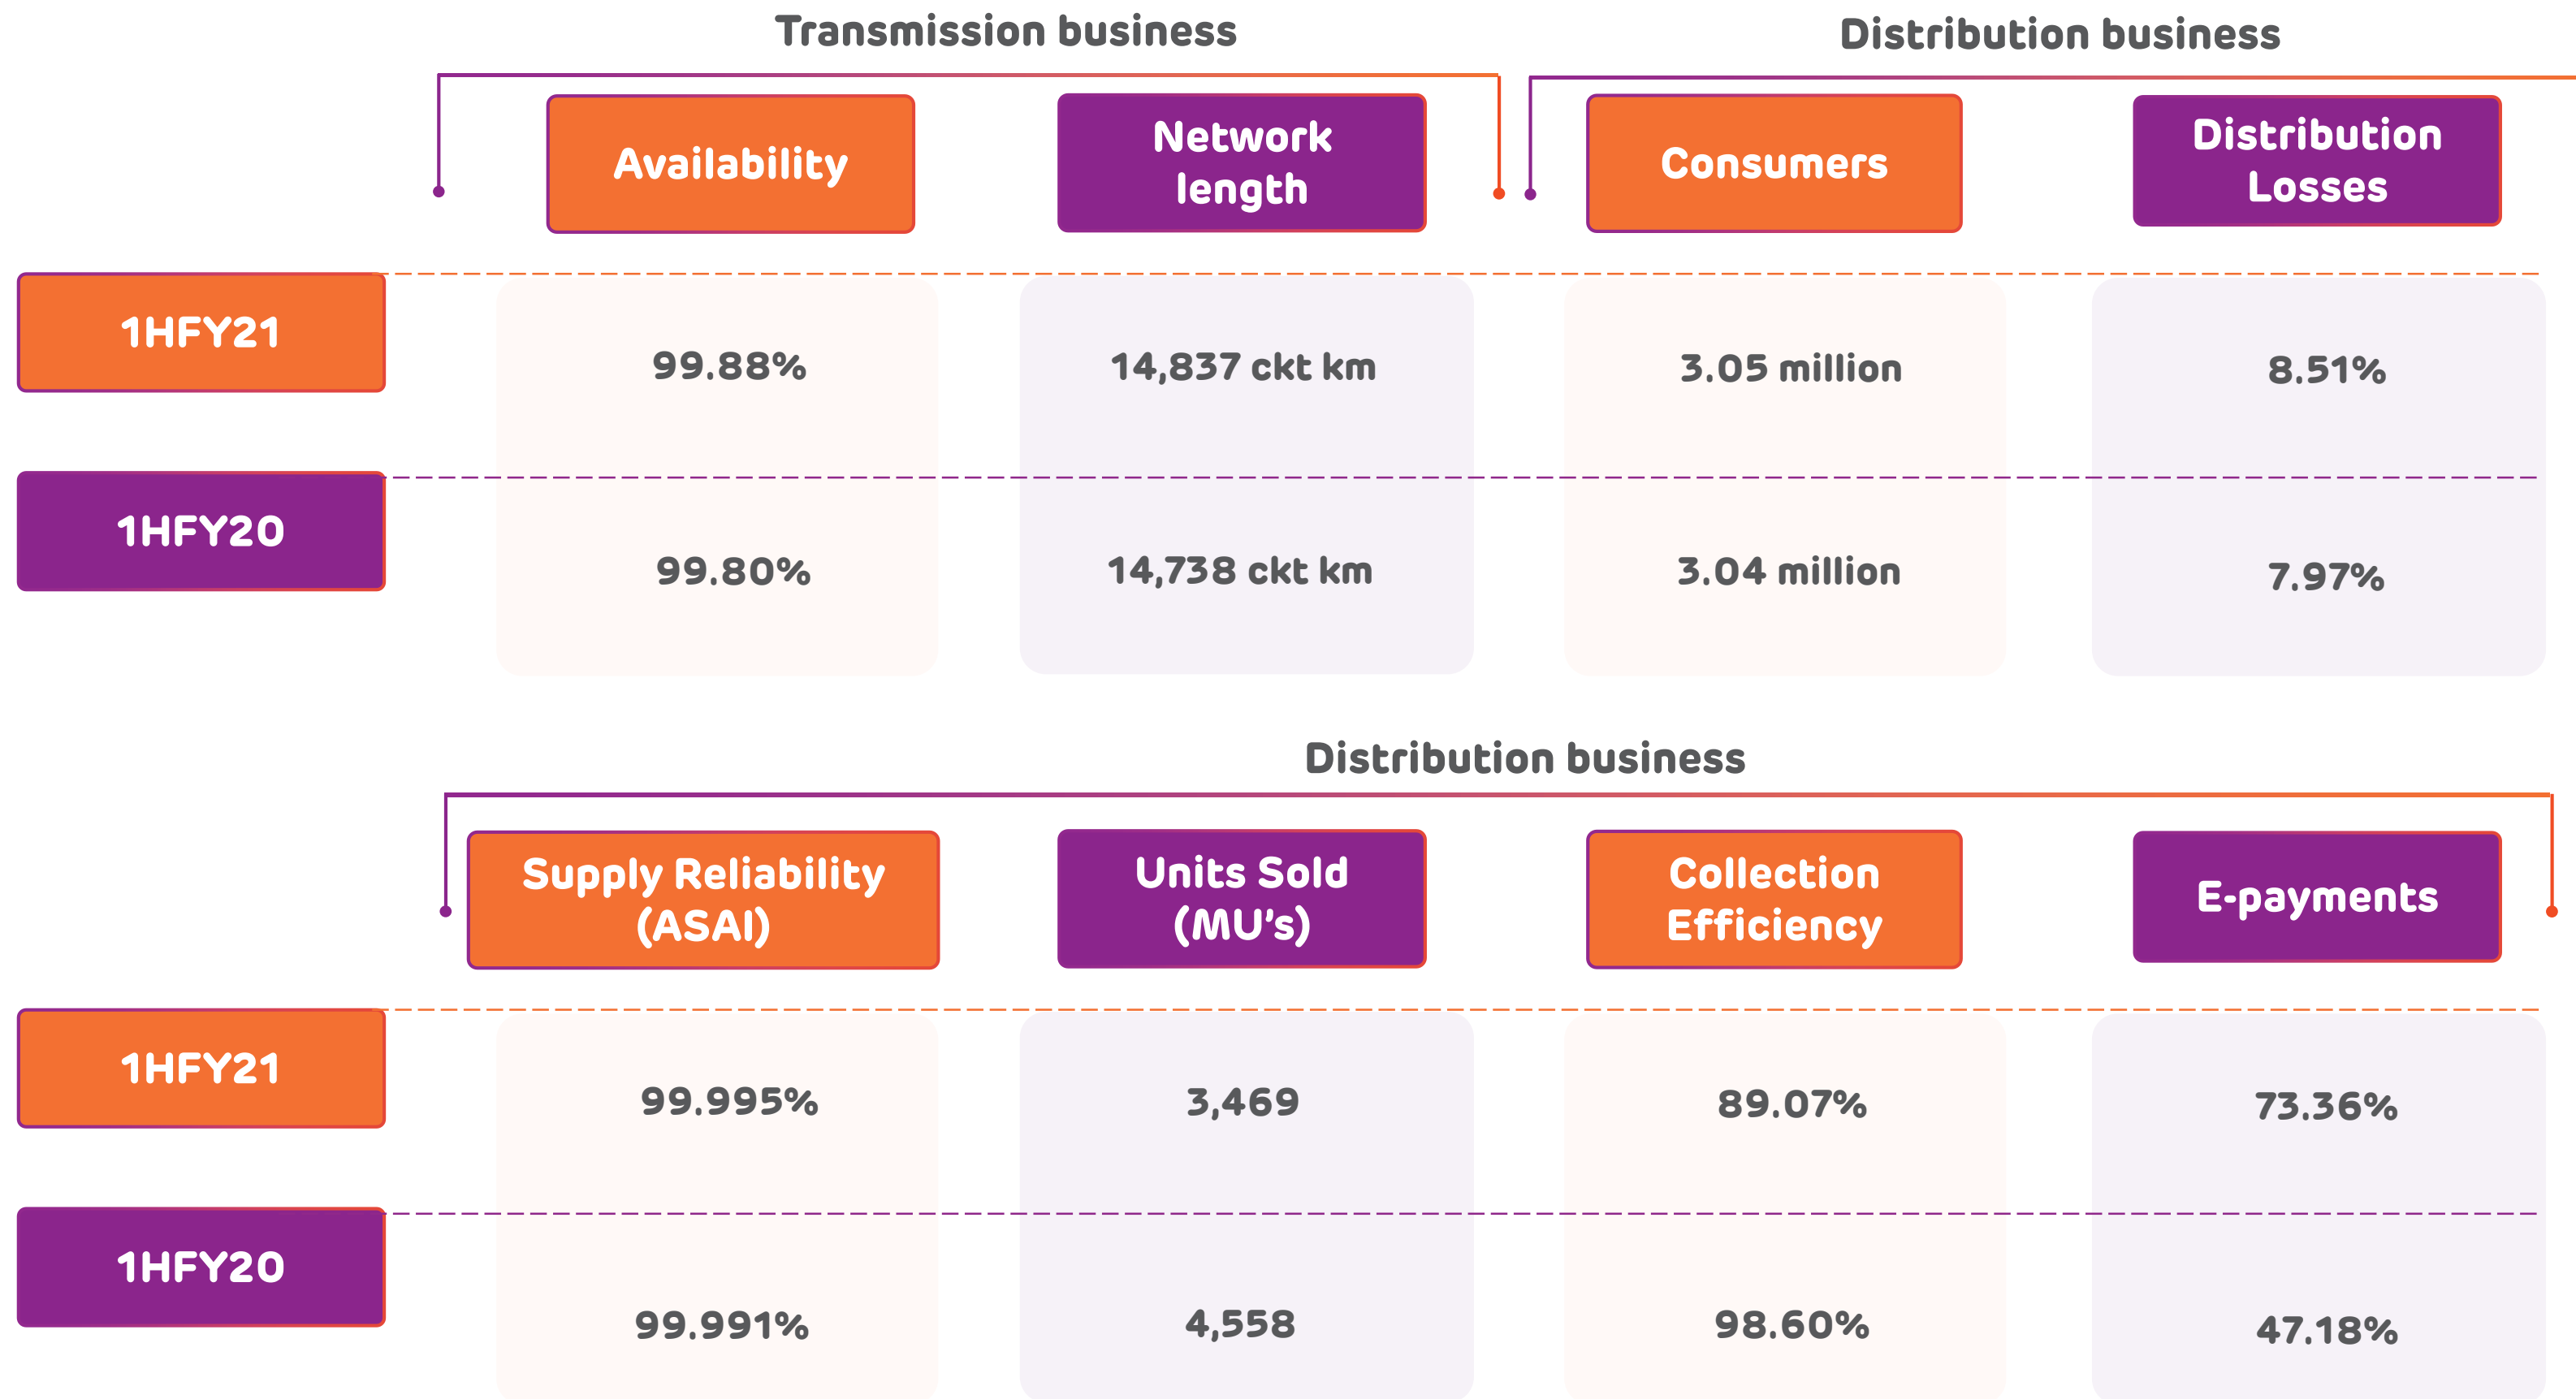 Transmission business
Distribution business
Availability
Network
length
Consumers
Distribution
Losses
1HFY21
99.88%
14,837 ckt km
3.05 million
8.51%
1HFY20
99.80%
14,738 ckt km
3.04 million
7.97%
Distribution business
Supply Reliability
(ASAI)
Units Sold
(MU's)
Collection
Efficiency
E-payments
1HFY21
99.995%
3,469
89.07%
73.36%
1HFY20
99.991%
4,558
98.60%
47.18%